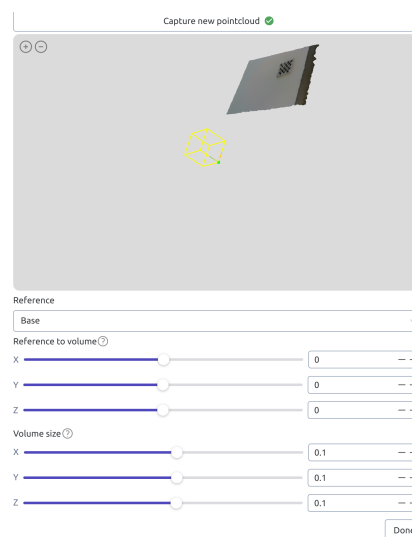 Capture new pointcloud
Reference
Base
Reference to volume
X 0
Y 0
Z 0
Volume size
X 0.1
Y 0.1
Z 0.1
Done